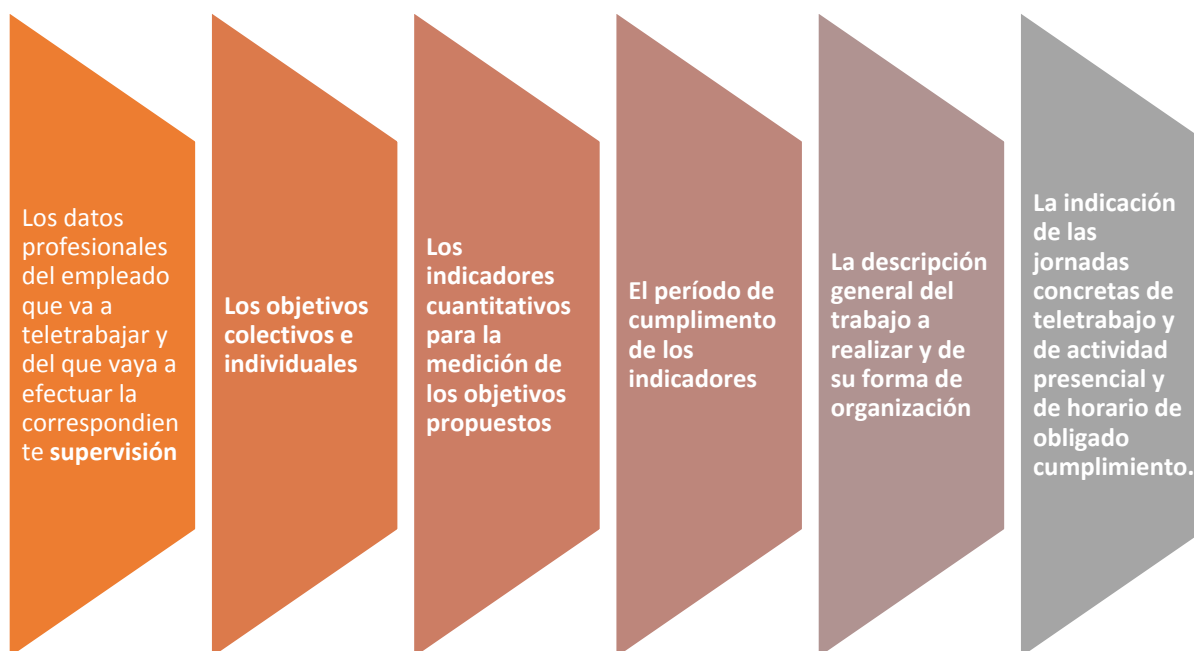 Los datos
profesionales
del empleado
que va a
teletrabajar y
del que vaya a
efectuar la
correspondien
te supervisión
Los objetivos
colectivos e
individuales
Los
indicadores
cuantitativos
para la
medición de
los objetivos
propuestos
El período de
cumplimento
de los
indicadores
La descripción
general del
trabajo a
realizar y de
su forma de
organización
La indicación
de las
jornadas
concretas de
teletrabajo y
de actividad
presencial y
de horario de
obligado
cumplimiento.